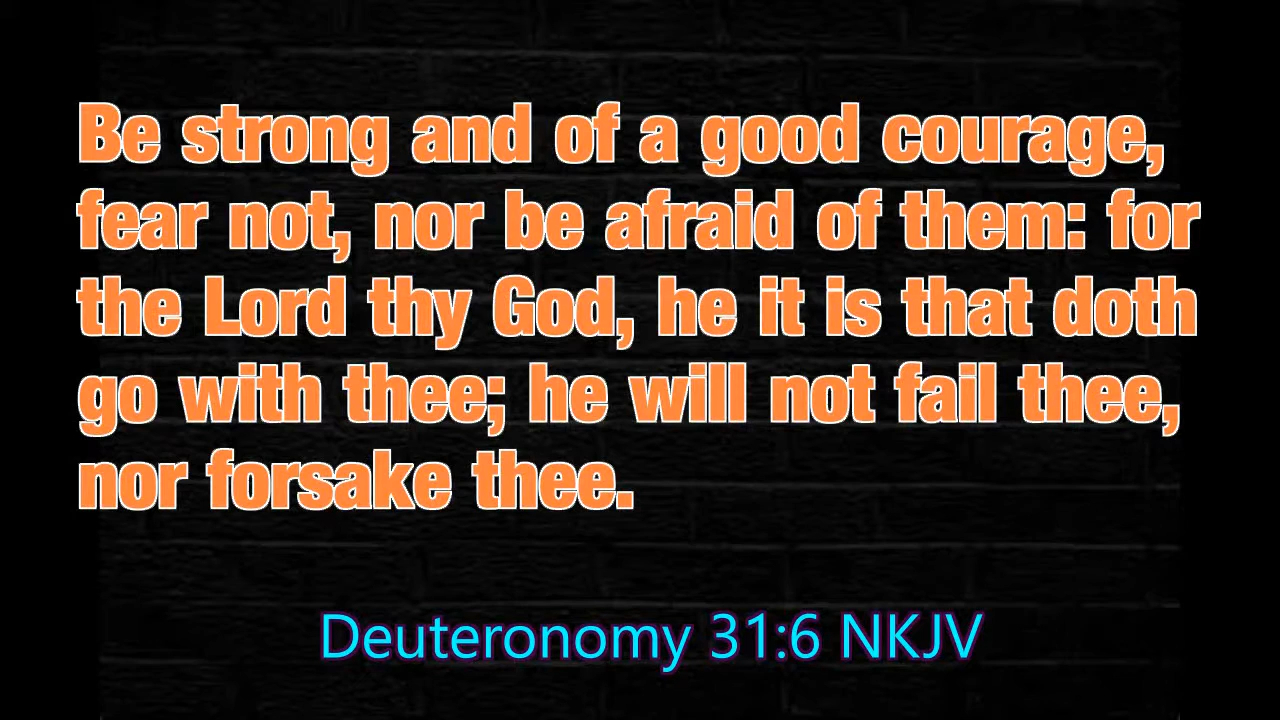 Be strong and of a good courage,
fear not, nor be afraid of them: for
the Lord thy God, he it is that doth
go with thee; he will not fail thee,
nor forsake thee.
Deuteronomy 31:6 NKJV